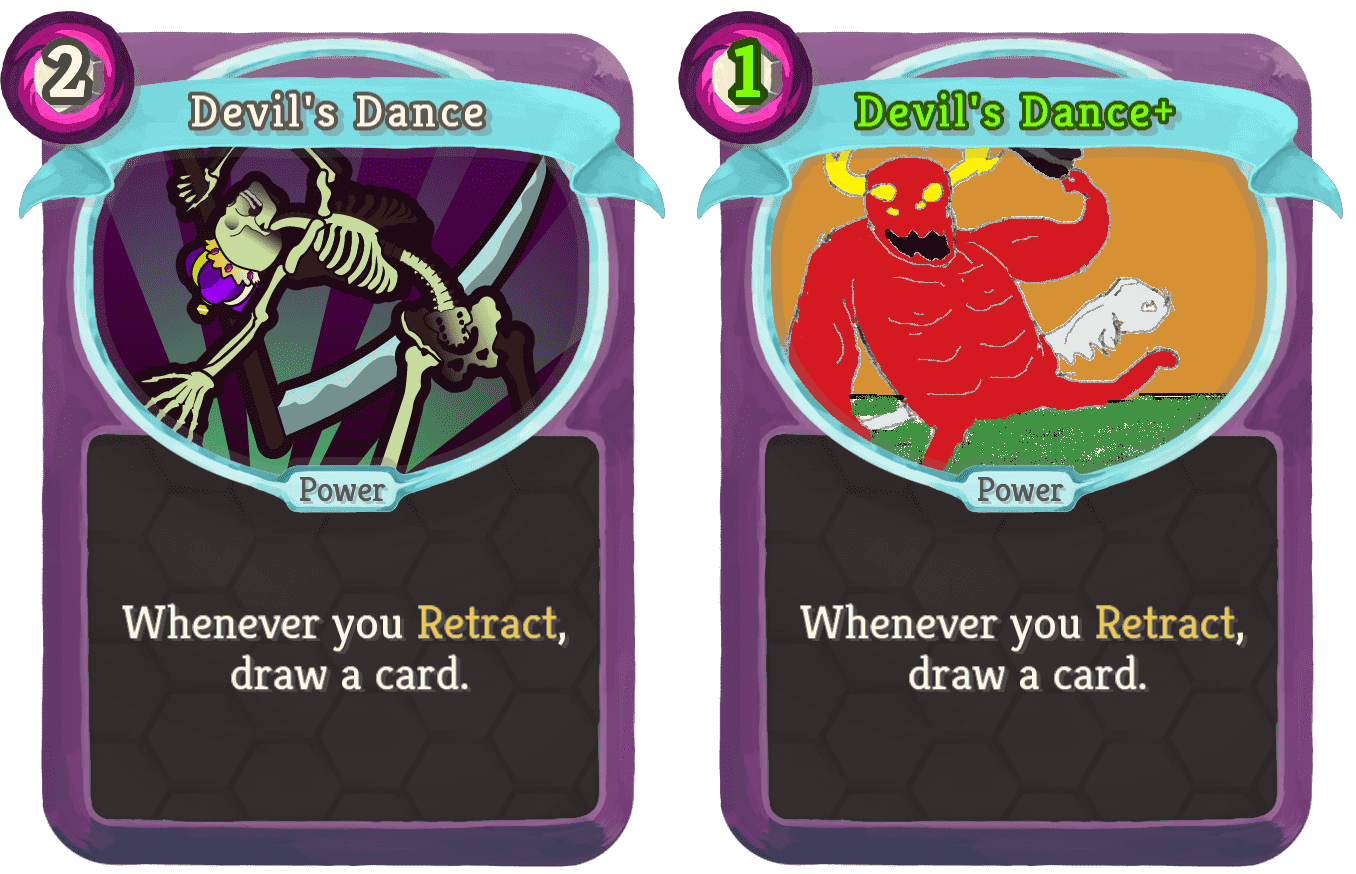 2
Devil's Dance
Power
Whenever you Retract,
draw a card.
1
Devil's Dance+
Power
Whenever you Retract,
draw a card.